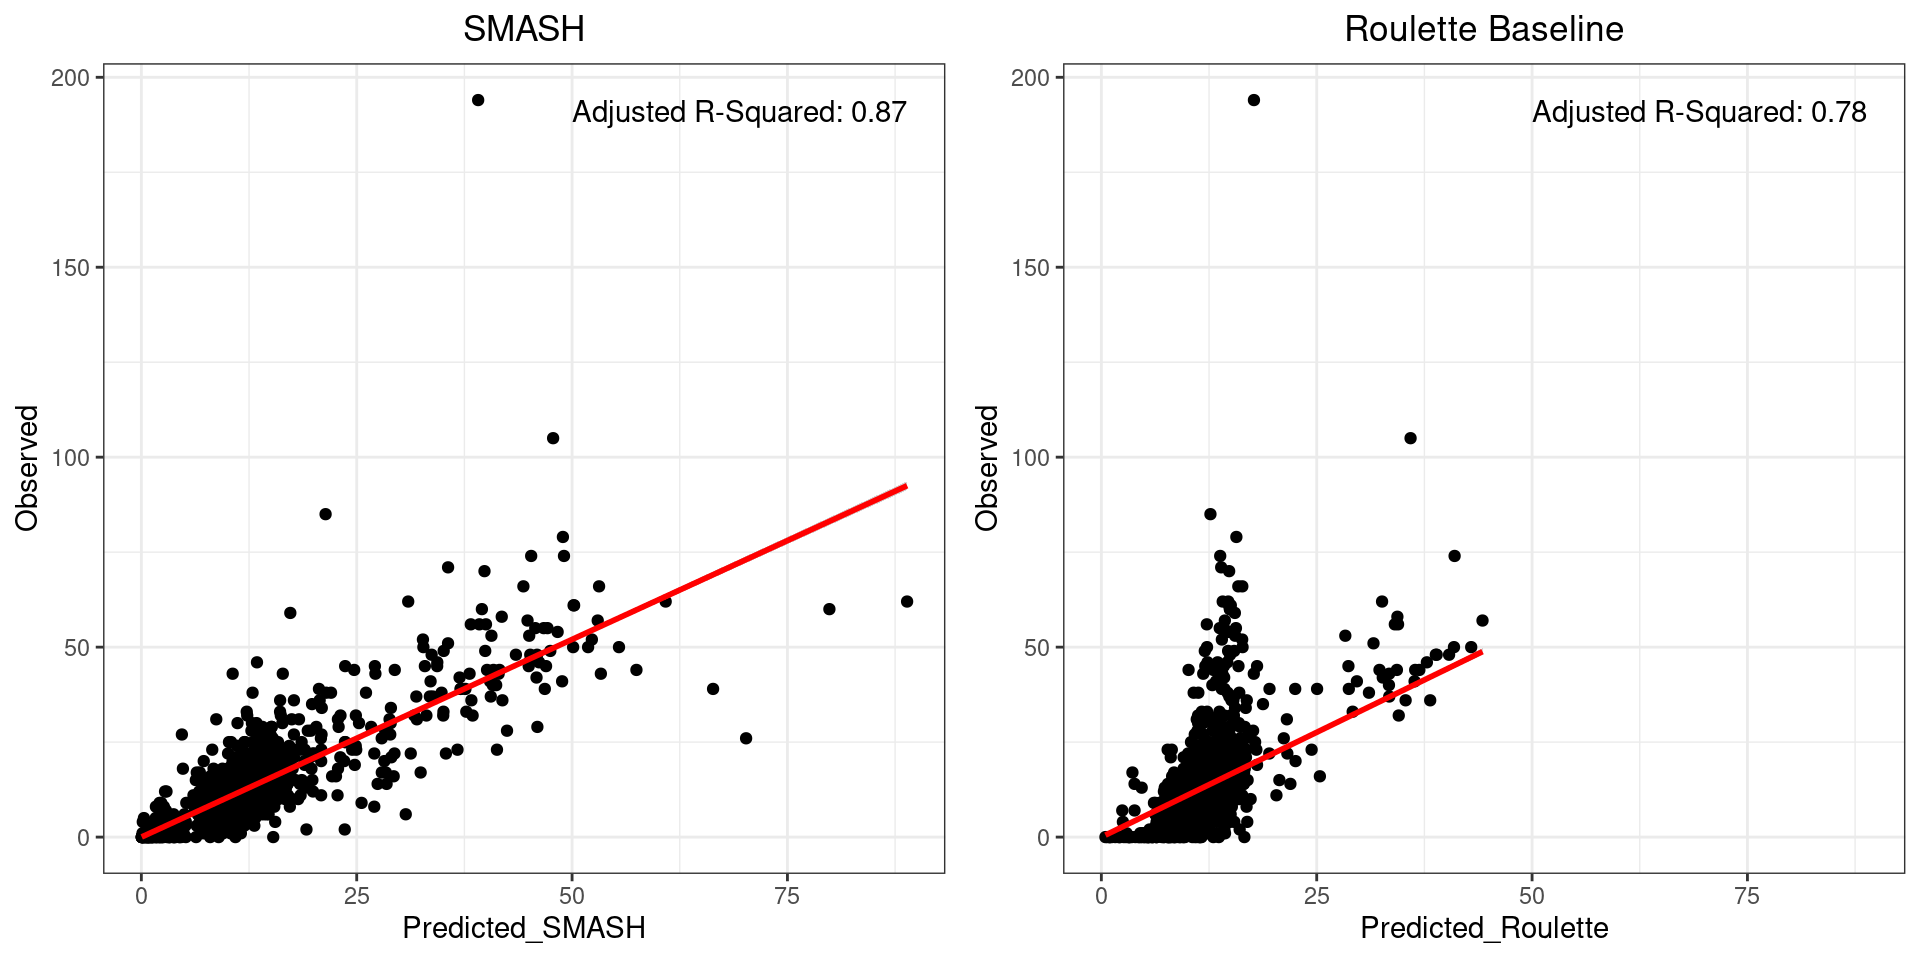 SMASH
Adjusted R-Squared: 0.87
Observed
200
150
100
50
0
0 25 50 75
Predicted_SMASH
Roulette Baseline
Adjusted R-Squared: 0.78
Observed
200
150
100
50
0
0 25 50 75
Predicted_Roulette